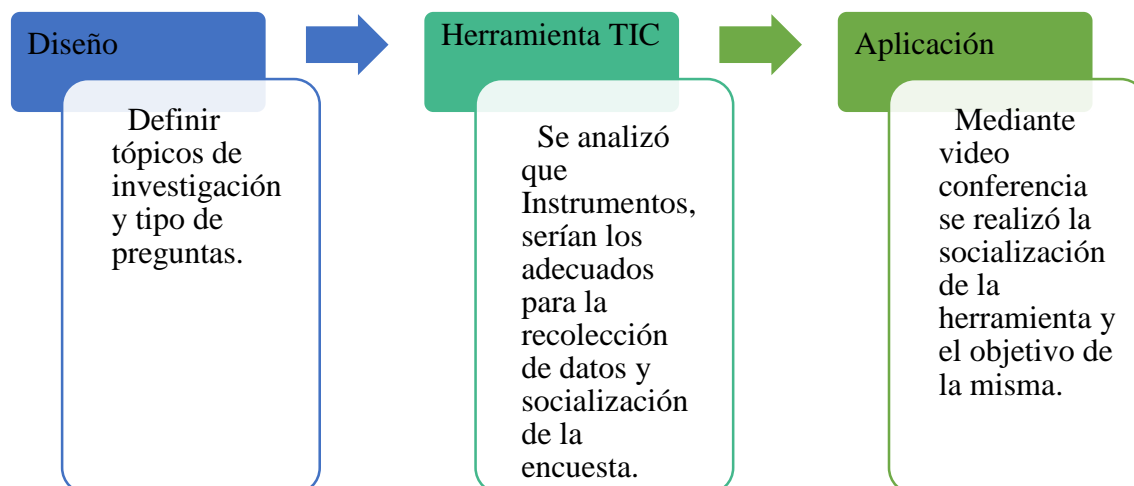 Diseño
Definir
tópicos de
investigación
y tipo de
preguntas.
Herramienta TIC
Se analizó
que
Instrumentos,
serían los
adecuados
para la
recolección
de datos y
socialización
de la
encuesta.
Aplicación
Mediante
video
conferencia
se realizó la
socialización
de la
herramienta y
el objetivo de
la misma.